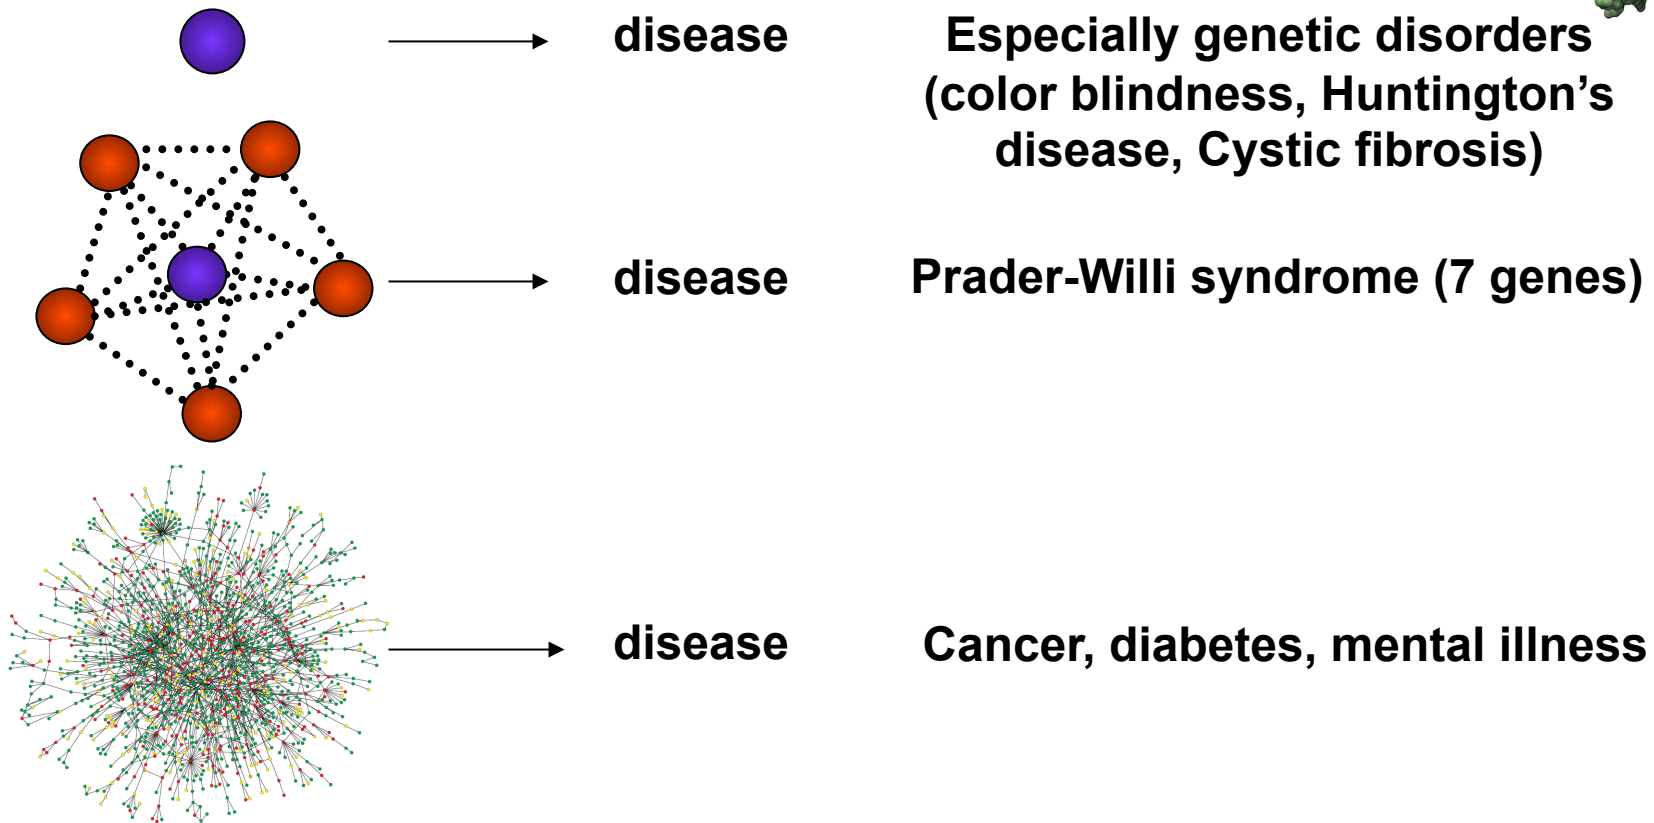 disease
Especially genetic disorders
(color blindness, Huntington’s
disease, Cystic fibrosis)
disease
Prader-Willi syndrome (7 genes)
disease
Cancer, diabetes, mental illness